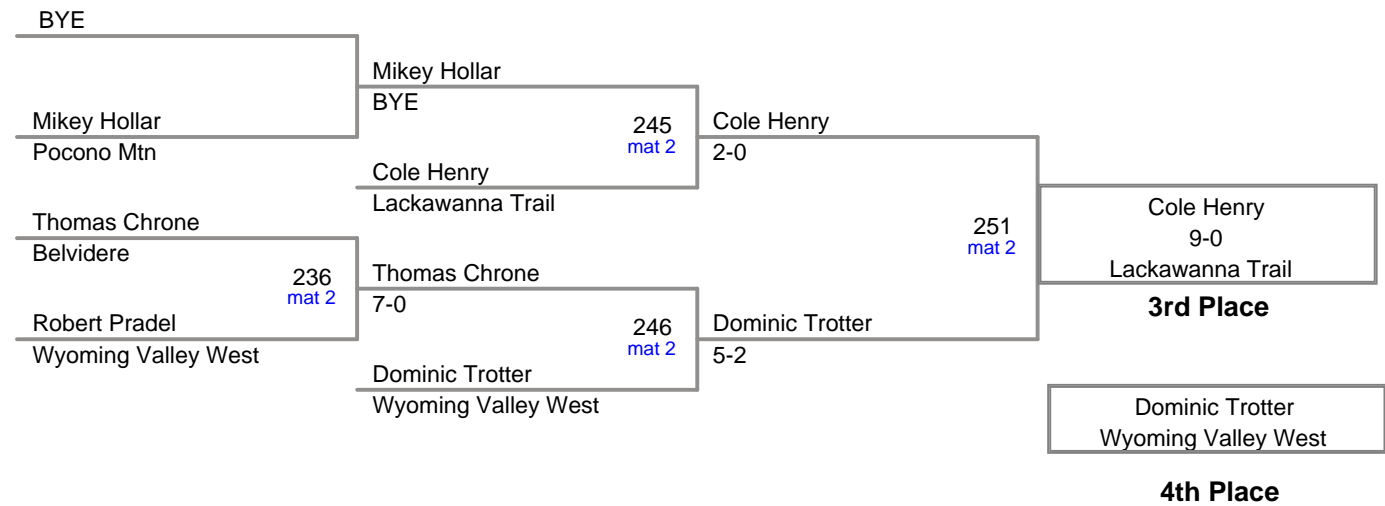 BYE
Mikey Hollar
BYE
Mikey Hollar
Pocono Mtn
245
mat 2
Cole Henry
2-0
Cole Henry
Lackawanna Trail
Thomas Chrone
Belvidere
236
mat 2
Thomas Chrone
7-0
Robert Pradel
Wyoming Valley West
246
mat 2
Dominic Trotter
5-2
Dominic Trotter
Wyoming Valley West
251
mat 2
Cole Henry
9-0
Lackawanna Trail
3rd Place
Dominic Trotter
Wyoming Valley West
4th Place